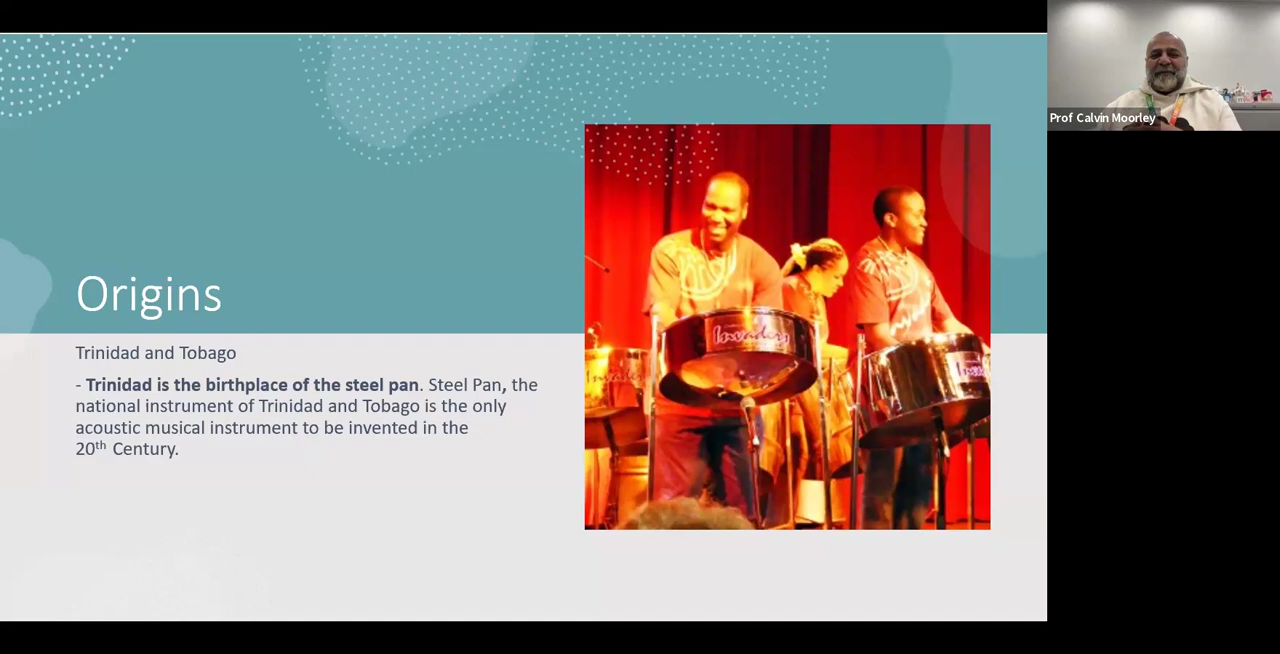 Prof Calvin Moorley
Origins
Trinidad and Tobago
- Trinidad is the birthplace of the steel pan. Steel Pan, the
national instrument of Trinidad and Tobago is the only
acoustic musical instrument to be invented in the
20th Century.
Invaders